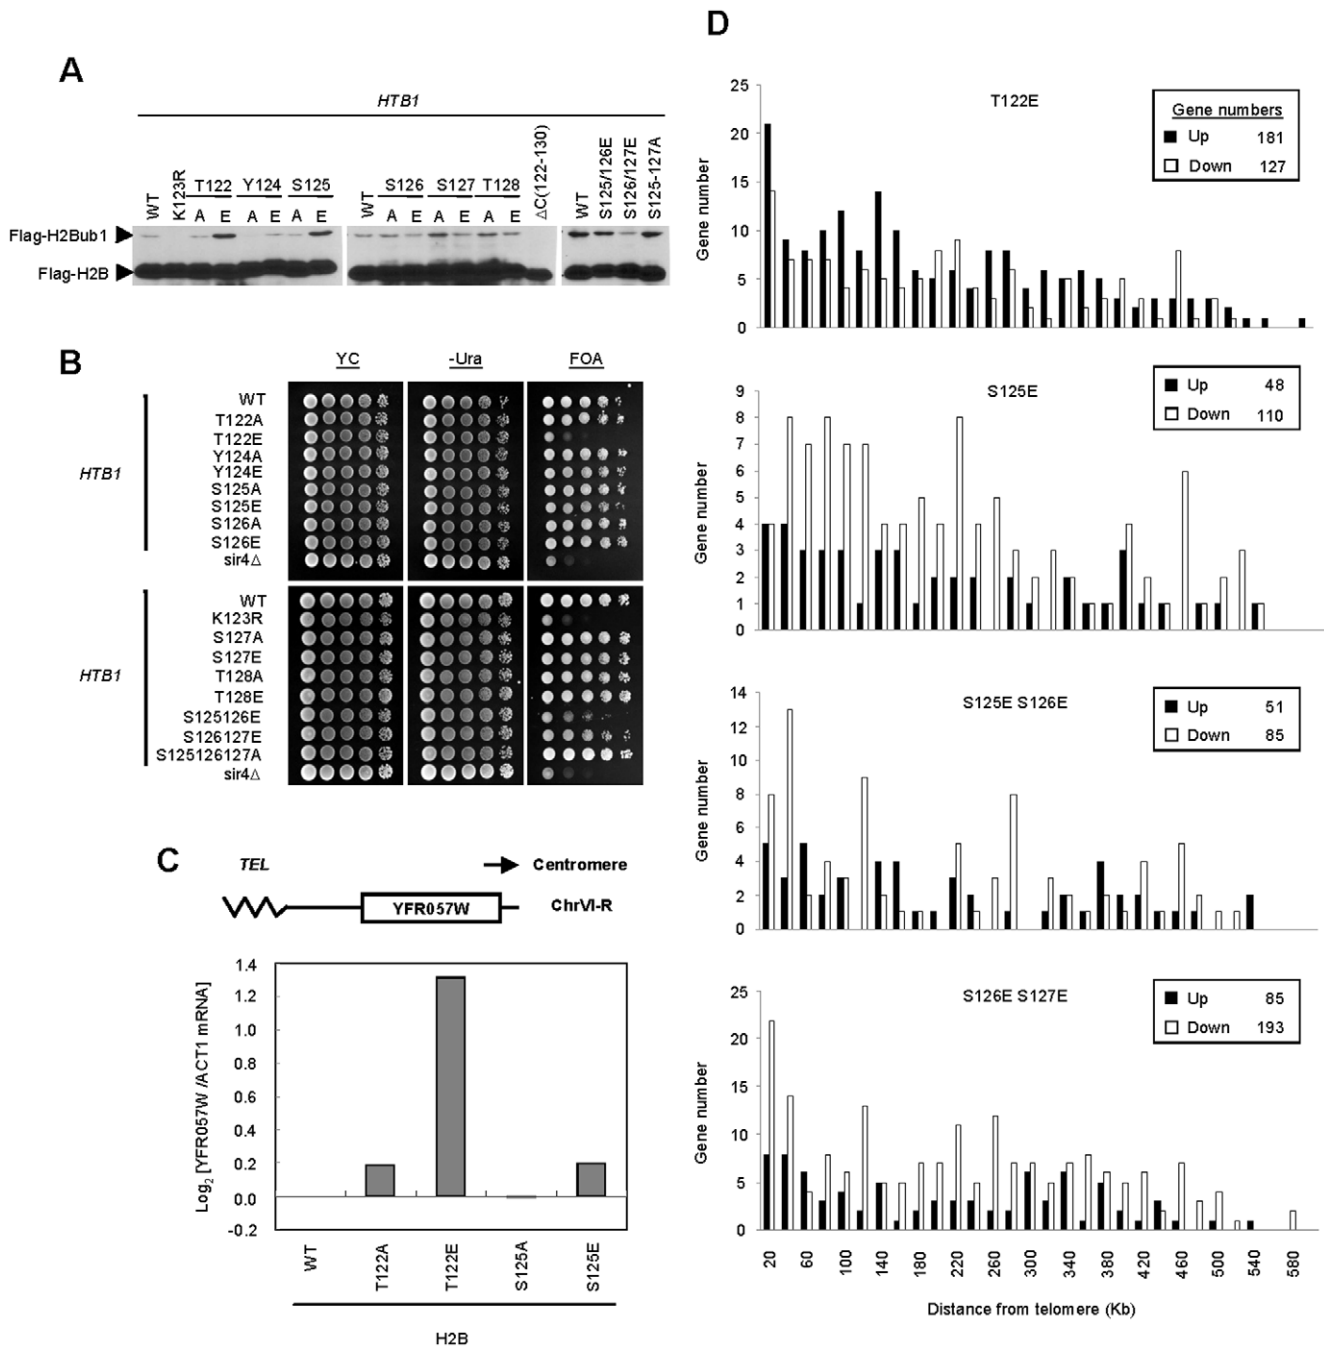 A
HTB1
WT
K123R
T122
Y124
S125
A
E
A
E
A
E
WT
S126
S127
T128
A
E
A
E
A
E
ΔC(122-130)
WT
S125/126E
S126/127E
S125-127A
Flag-H2Bub1
Flag-H2B
B
YC
-Ura
FOA
HTB1
WT
T122A
T122E
Y124A
Y124E
S125A
S125E
S126A
S126E
sir4Δ
HTB1
WT
K123R
S127A
S127E
T128A
T128E
S125126E
S126127E
S125126127A
sir4Δ
C
TEL
Centromere
YFR057W
ChrVI-R
Log2 [YFR057W /ACT1 mRNA]
1.4
1.2
1.0
0.8
0.6
0.4
0.2
0.0
-0.2
WT
T122A
T122E
S125A
S125E
H2B
D
T122E
Gene numbers
Up 181
Down 127
Gene number
25
20
15
10
5
0
S125E
Up 48
Down 110
Gene number
9
8
7
6
5
4
3
2
1
0
S125E S126E
Up 51
Down 85
Gene number
14
12
10
8
6
4
2
0
S126E S127E
Up 85
Down 193
Gene number
25
20
15
10
5
0
20 60 100 140 180 220 260 300 340 380 420 460 500 540 580
Distance from telomere (Kb)